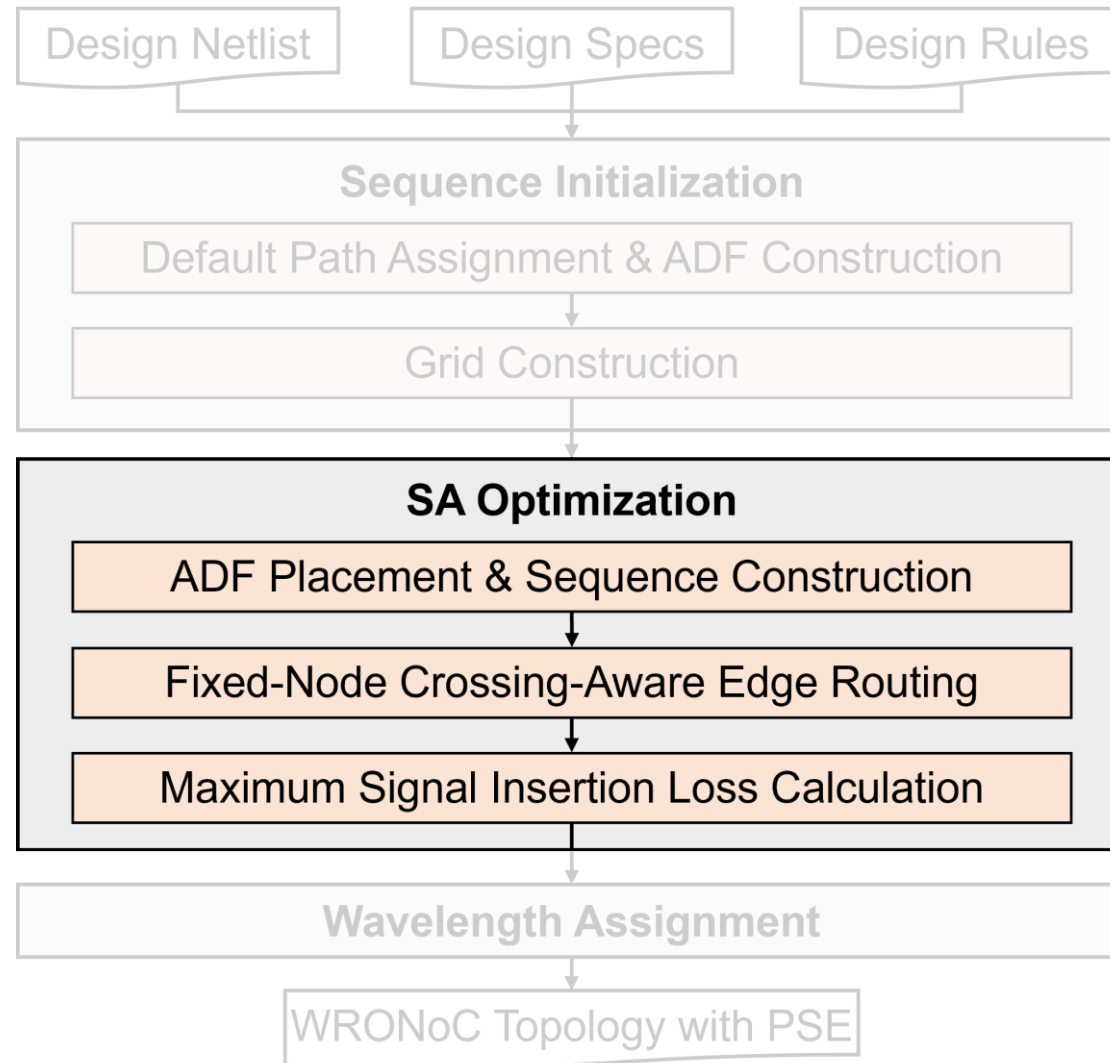 Design Netlist
Design Specs
Design Rules
Sequence Initialization
Default Path Assignment & ADF Construction
Grid Construction
SA Optimization
ADF Placement & Sequence Construction
Fixed-Node Crossing-Aware Edge Routing
Maximum Signal Insertion Loss Calculation
Wavelength Assignment
WRONoC Topology with PSE